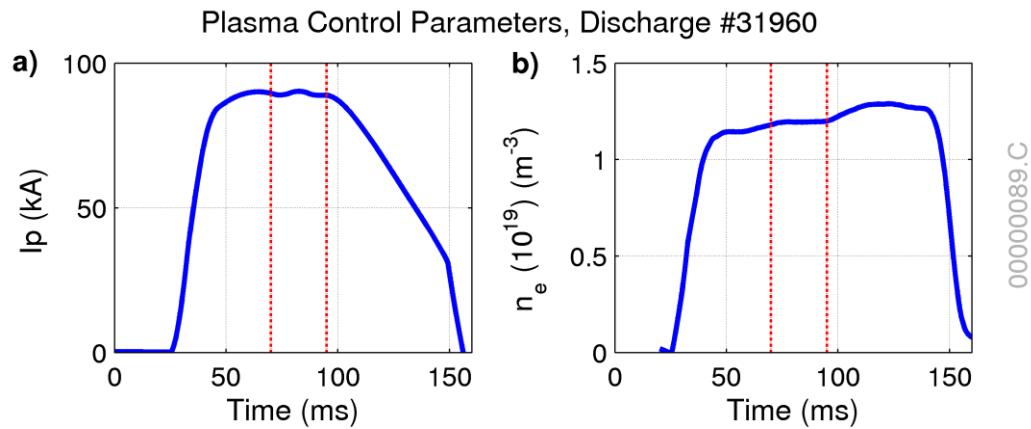 Plasma Control Parameters, Discharge #31960
a)
100
50
0
Ip (kA)
0 50 100 150
Time (ms)
b)
1.5
1
0.5
0
n_e (10^19) (m^-3)
0 50 100 150
Time (ms)
C.68000000